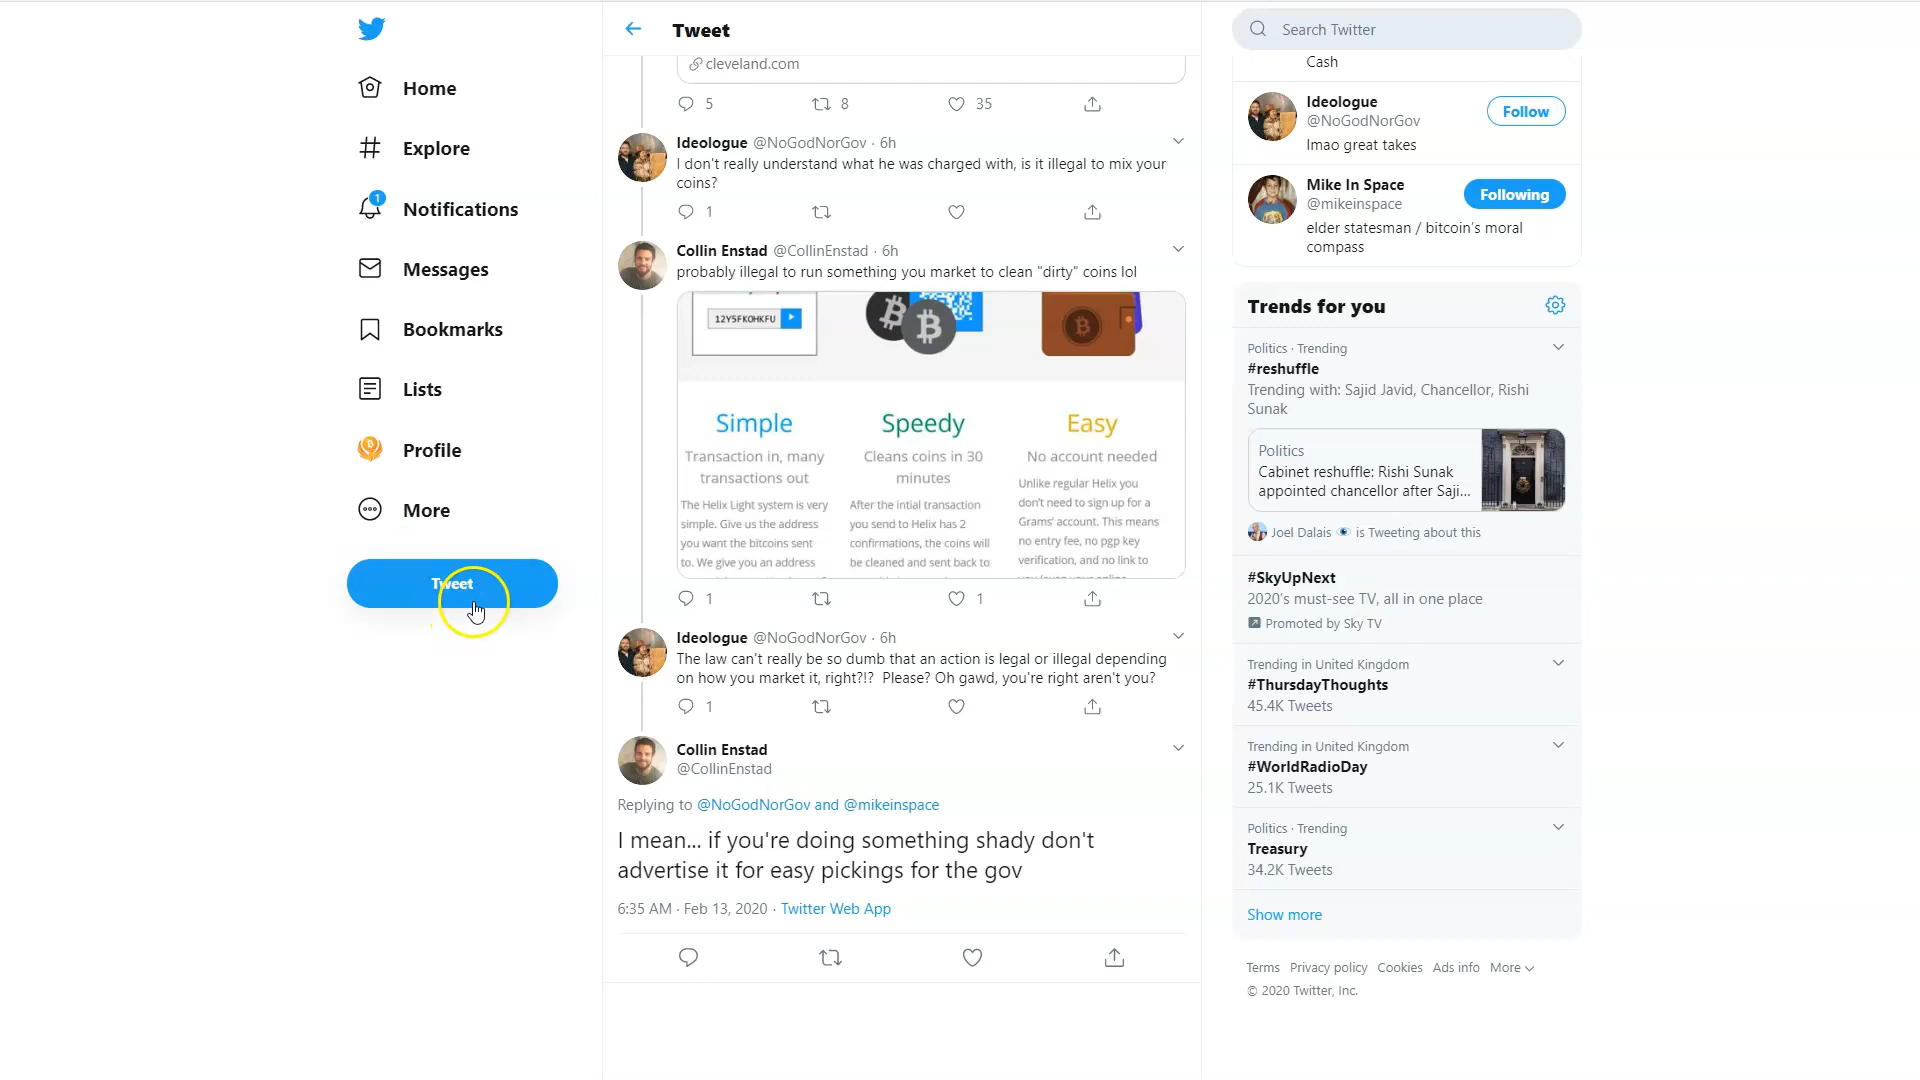 Home
Explore
1
Notifications
Messages
Bookmarks
Lists
Profile
More
Tweet
Tweet
cleveland.com
5 8 35
Ideologue @NoGodNorGov · 6h
I don't really understand what he was charged with, is it illegal to mix your
coins?
1
Collin Enstad @CollinEnstad · 6h
probably illegal to run something you market to clean "dirty" coins lol
12Y5FKOHKFU
Simple
Transaction in, many
transactions out
The Helix Light system is very
simple. Give us the address
you want the bitcoins sent
to. We give you an address
Speedy
Cleans coins in 30
minutes
After the intial transaction
you send to Helix has 2
confirmations, the coins will
be cleaned and sent back to
Easy
No account needed
Unlike regular Helix you
don't need to sign up for a
Grams' account. This means
no entry fee, no pgp key
verification, and no link to
1 1
Ideologue @NoGodNorGov · 6h
The law can't really be so dumb that an action is legal or illegal depending
on how you market it, right?!? Please? Oh gawd, you're right aren't you?
1
Collin Enstad
@CollinEnstad
Replying to @NoGodNorGov and @mikeinspace
I mean... if you're doing something shady don't
advertise it for easy pickings for the gov
6:35 AM · Feb 13, 2020 · Twitter Web App
Search Twitter
Cash
Ideologue
@NoGodNorGov
Follow
lmao great takes
Mike In Space
@mikeinspace
Following
elder statesman / bitcoin's moral
compass
Trends for you
Politics · Trending
#reshuffle
Trending with: Sajid Javid, Chancellor, Rishi
Sunak
Politics
Cabinet reshuffle: Rishi Sunak
appointed chancellor after Saji...
Joel Dalais is Tweeting about this
#SkyUpNext
2020's must-see TV, all in one place
Promoted by Sky TV
Trending in United Kingdom
#ThursdayThoughts
45.4K Tweets
Trending in United Kingdom
#WorldRadioDay
25.1K Tweets
Politics · Trending
Treasury
34.2K Tweets
Show more
Terms Privacy policy Cookies Ads info More
© 2020 Twitter, Inc.